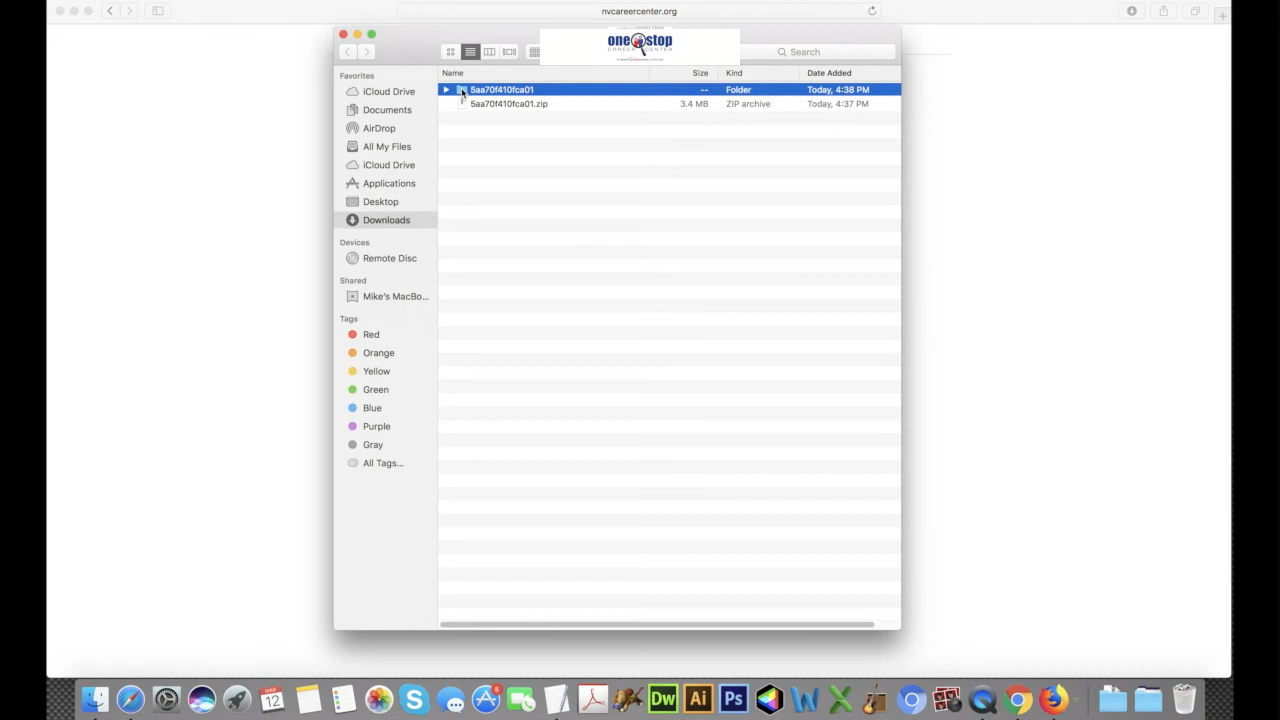 nvcareercenter.org
one stop
CAREER CENTER
Search
Favorites
iCloud Drive
Documents
AirDrop
All My Files
iCloud Drive
Applications
Desktop
Downloads
Devices
Remote Disc
Shared
Mike's MacBo...
Tags
Red
Orange
Yellow
Green
Blue
Purple
Gray
All Tags...
Name Size Kind Date Added
5aa70f410fca01 -- Folder Today, 4:38 PM
5aa70f410fca01.zip 3.4 MB ZIP archive Today, 4:37 PM
MAR
12
6
Dw
Ai
Ps